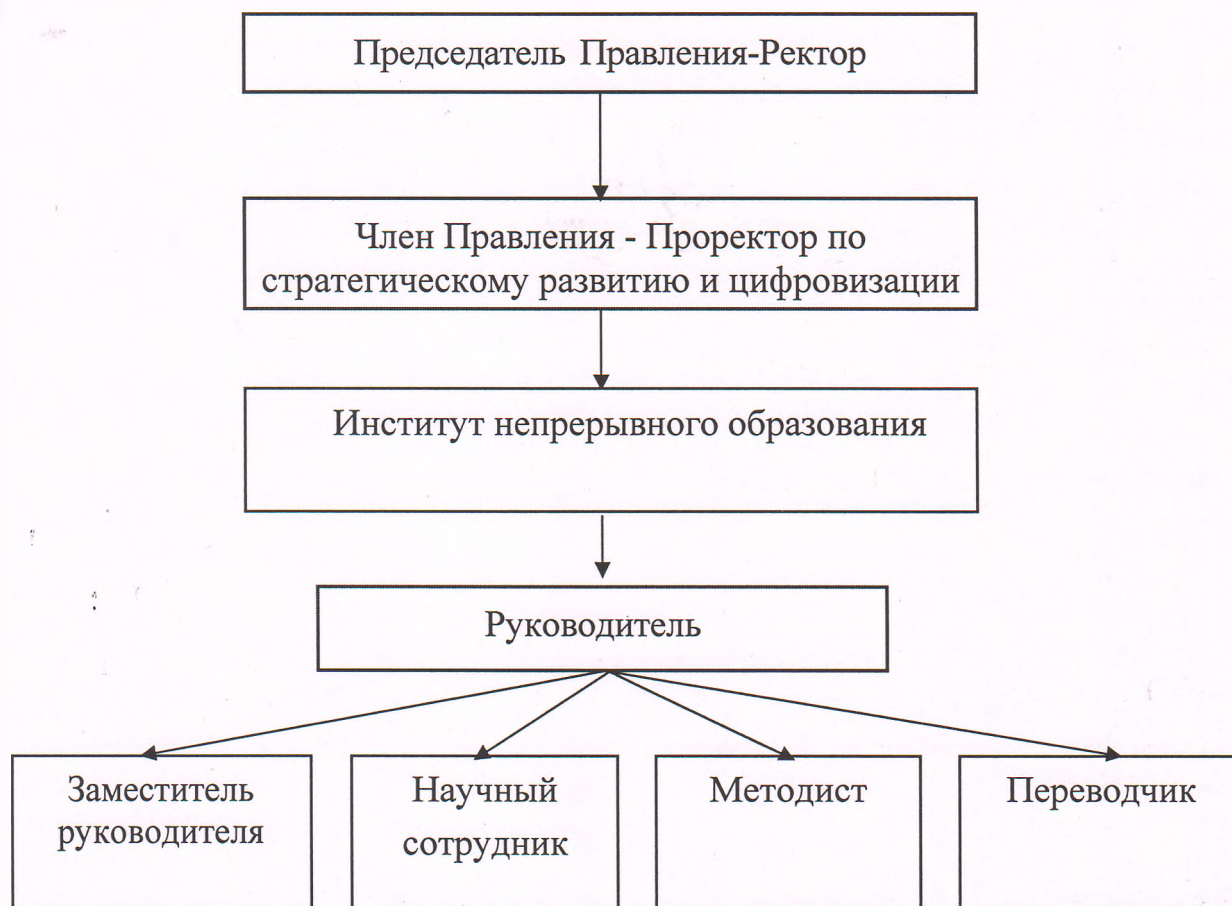 Председатель Правления-Ректор
Член Правления - Проректор по
стратегическому развитию и цифровизации
Институт непрерывного образования
Руководитель
Заместитель
руководителя
Научный
сотрудник
Методист
Переводчик